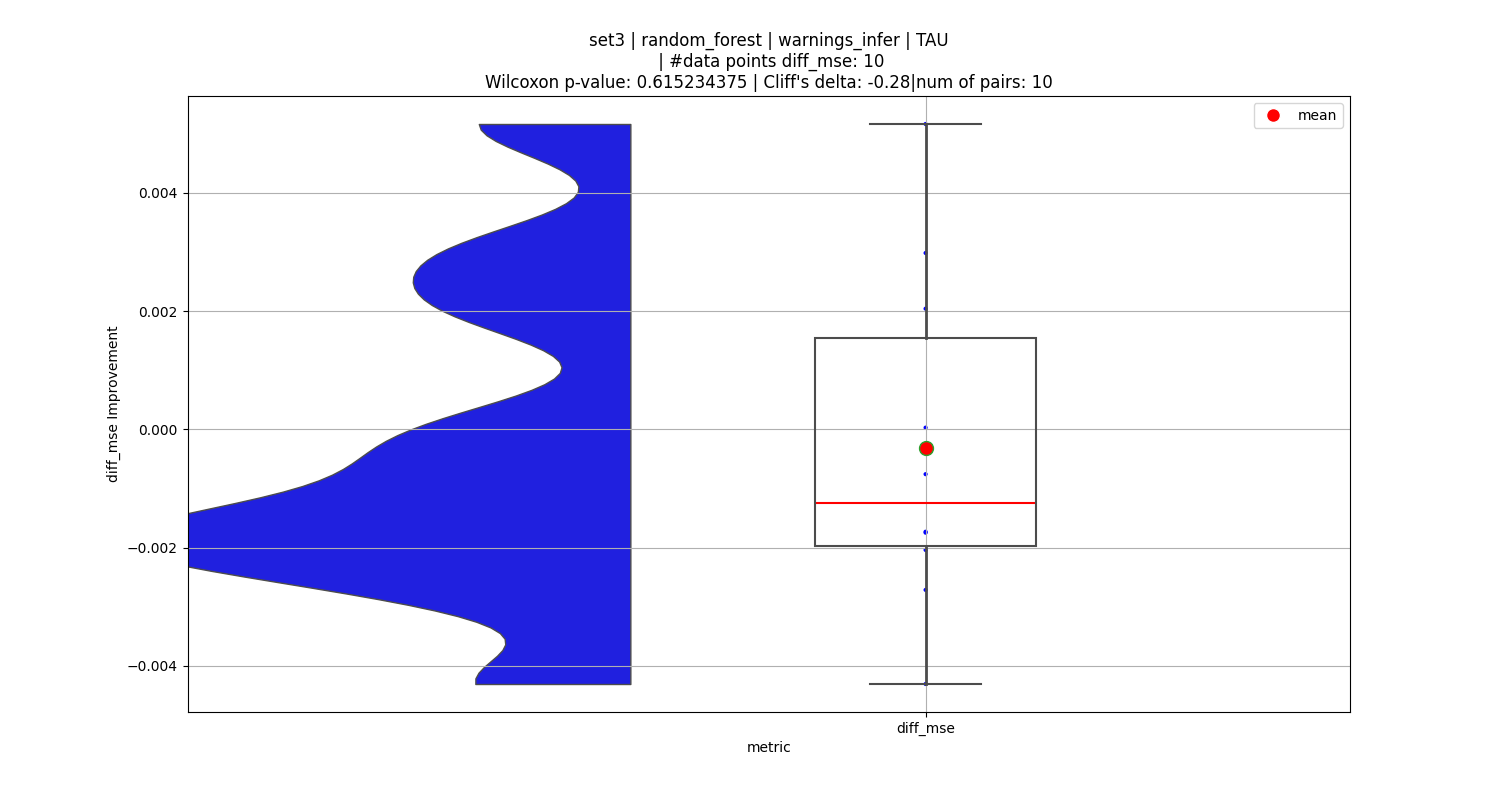 set3 | random_forest | warnings_infer | TAU
| #data points diff_mse: 10
Wilcoxon p-value: 0.615234375 | Cliff's delta: -0.28|num of pairs: 10
mean
0.004
0.002
0.000
−0.002
−0.004
diff_mse Improvement
diff_mse
metric